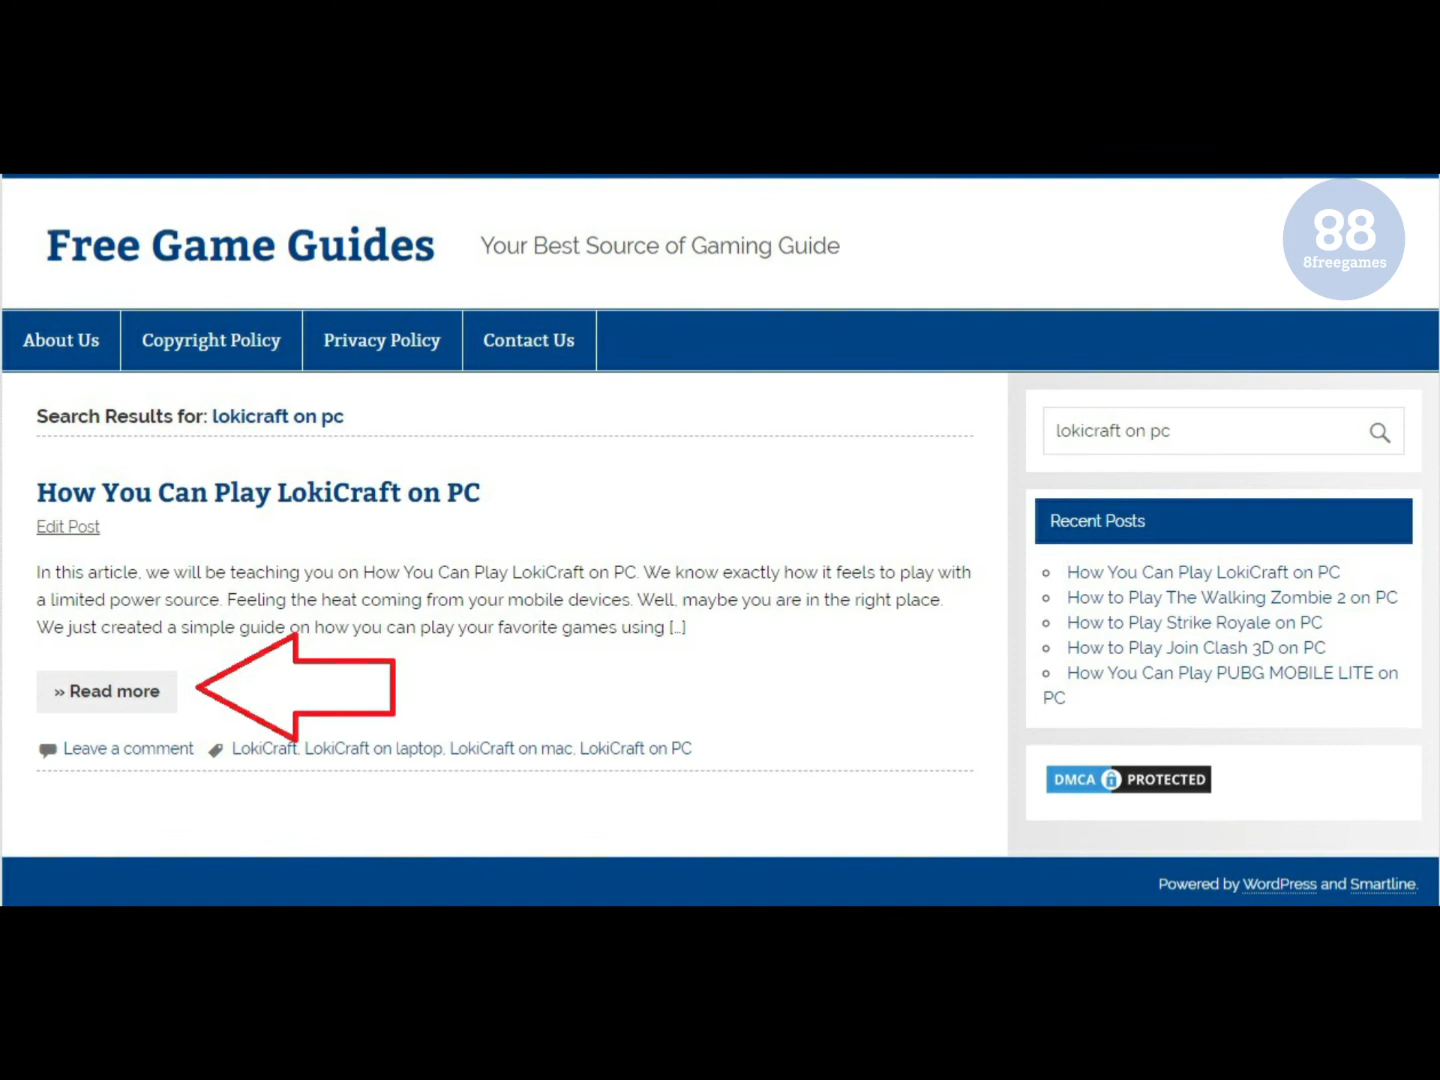 Free Game Guides
Your Best Source of Gaming Guide
88
8freegames
About Us
Copyright Policy
Privacy Policy
Contact Us
Search Results for: lokicraft on pc
How You Can Play LokiCraft on PC
Edit Post
In this article, we will be teaching you on How You Can Play LokiCraft on PC. We know exactly how it feels to play with
a limited power source. Feeling the heat coming from your mobile devices. Well, maybe you are in the right place.
We just created a simple guide on how you can play your favorite games using [...]
» Read more
Leave a comment
LokiCraft, LokiCraft on laptop, LokiCraft on mac, LokiCraft on PC
lokicraft on pc
Recent Posts
How You Can Play LokiCraft on PC
How to Play The Walking Zombie 2 on PC
How to Play Strike Royale on PC
How to Play Join Clash 3D on PC
How You Can Play PUBG MOBILE LITE on
PC
DMCA PROTECTED
Powered by WordPress and Smartline.